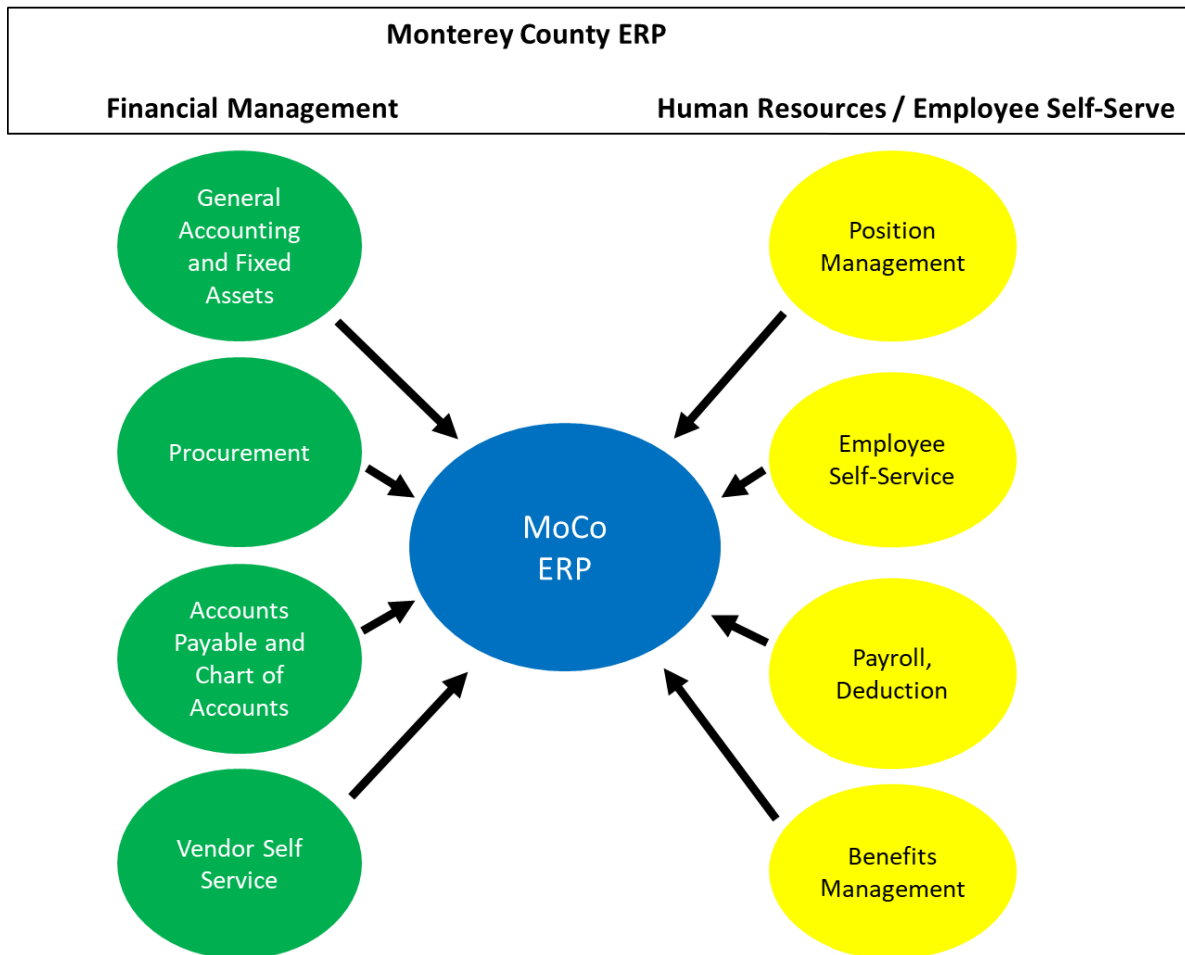 Monterey County ERP
Financial Management
Human Resources / Employee Self-Serve
General
Accounting
and Fixed
Assets
Procurement
Accounts
Payable and
Chart of
Accounts
Vendor Self
Service
MoCo
ERP
Position
Management
Employee
Self-Service
Payroll,
Deduction
Benefits
Management